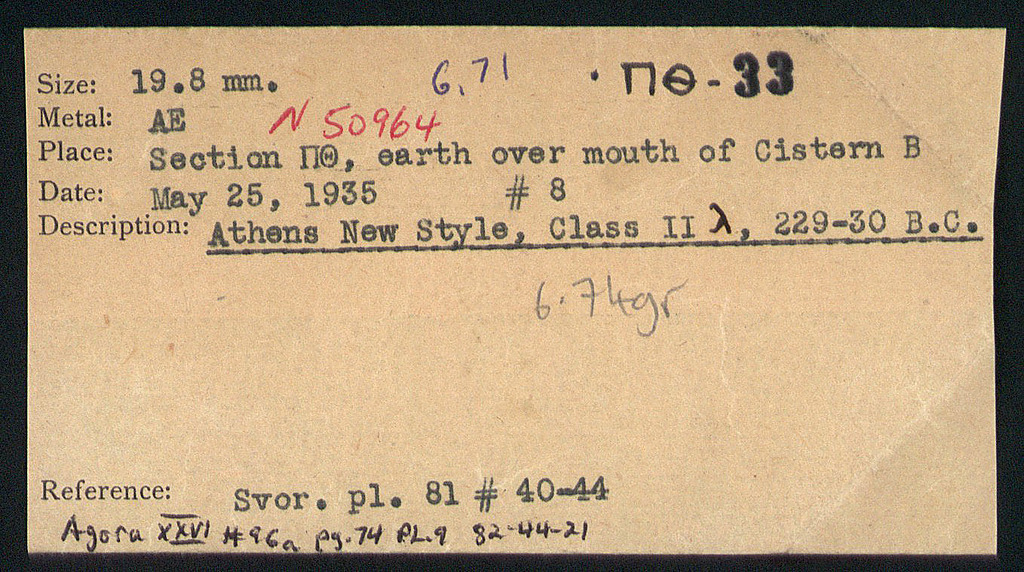 Size: 19.8 mm. 6.71 · ΠΘ-33
Metal: AE N 50964
Place: Section ΠΘ, earth over mouth of Cistern B
Date: May 25, 1935 # 8
Description: Athens New Style, Class II λ, 229-30 B.C.
6.74gr
Reference: Svor. pl. 81 # 40-44
Agora XXVI #96a pg.74 PL.9 82-44-21